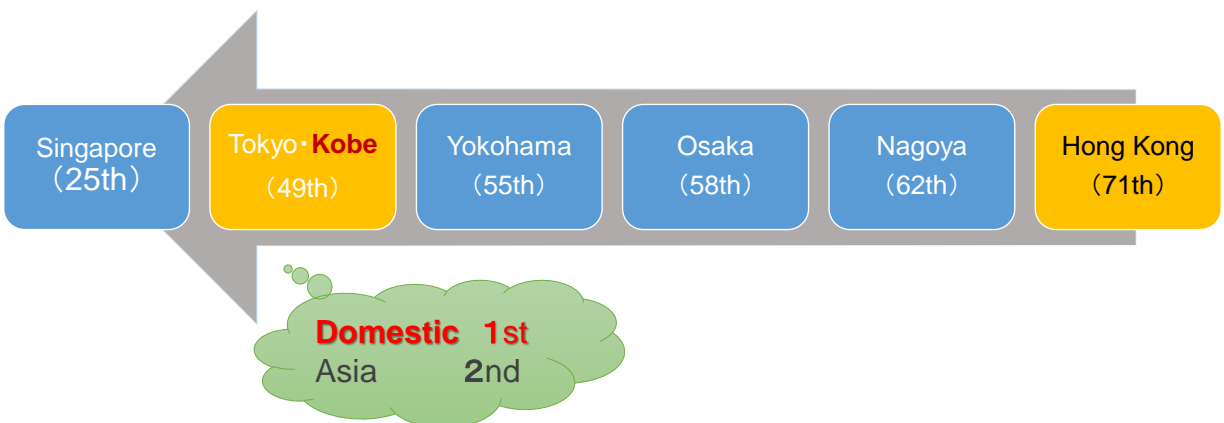 Singapore
（25th）
Tokyo・Kobe
（49th）
Yokohama
（55th）
Osaka
（58th）
Nagoya
（62th）
Hong Kong
（71th）
Domestic １st
Asia ２nd